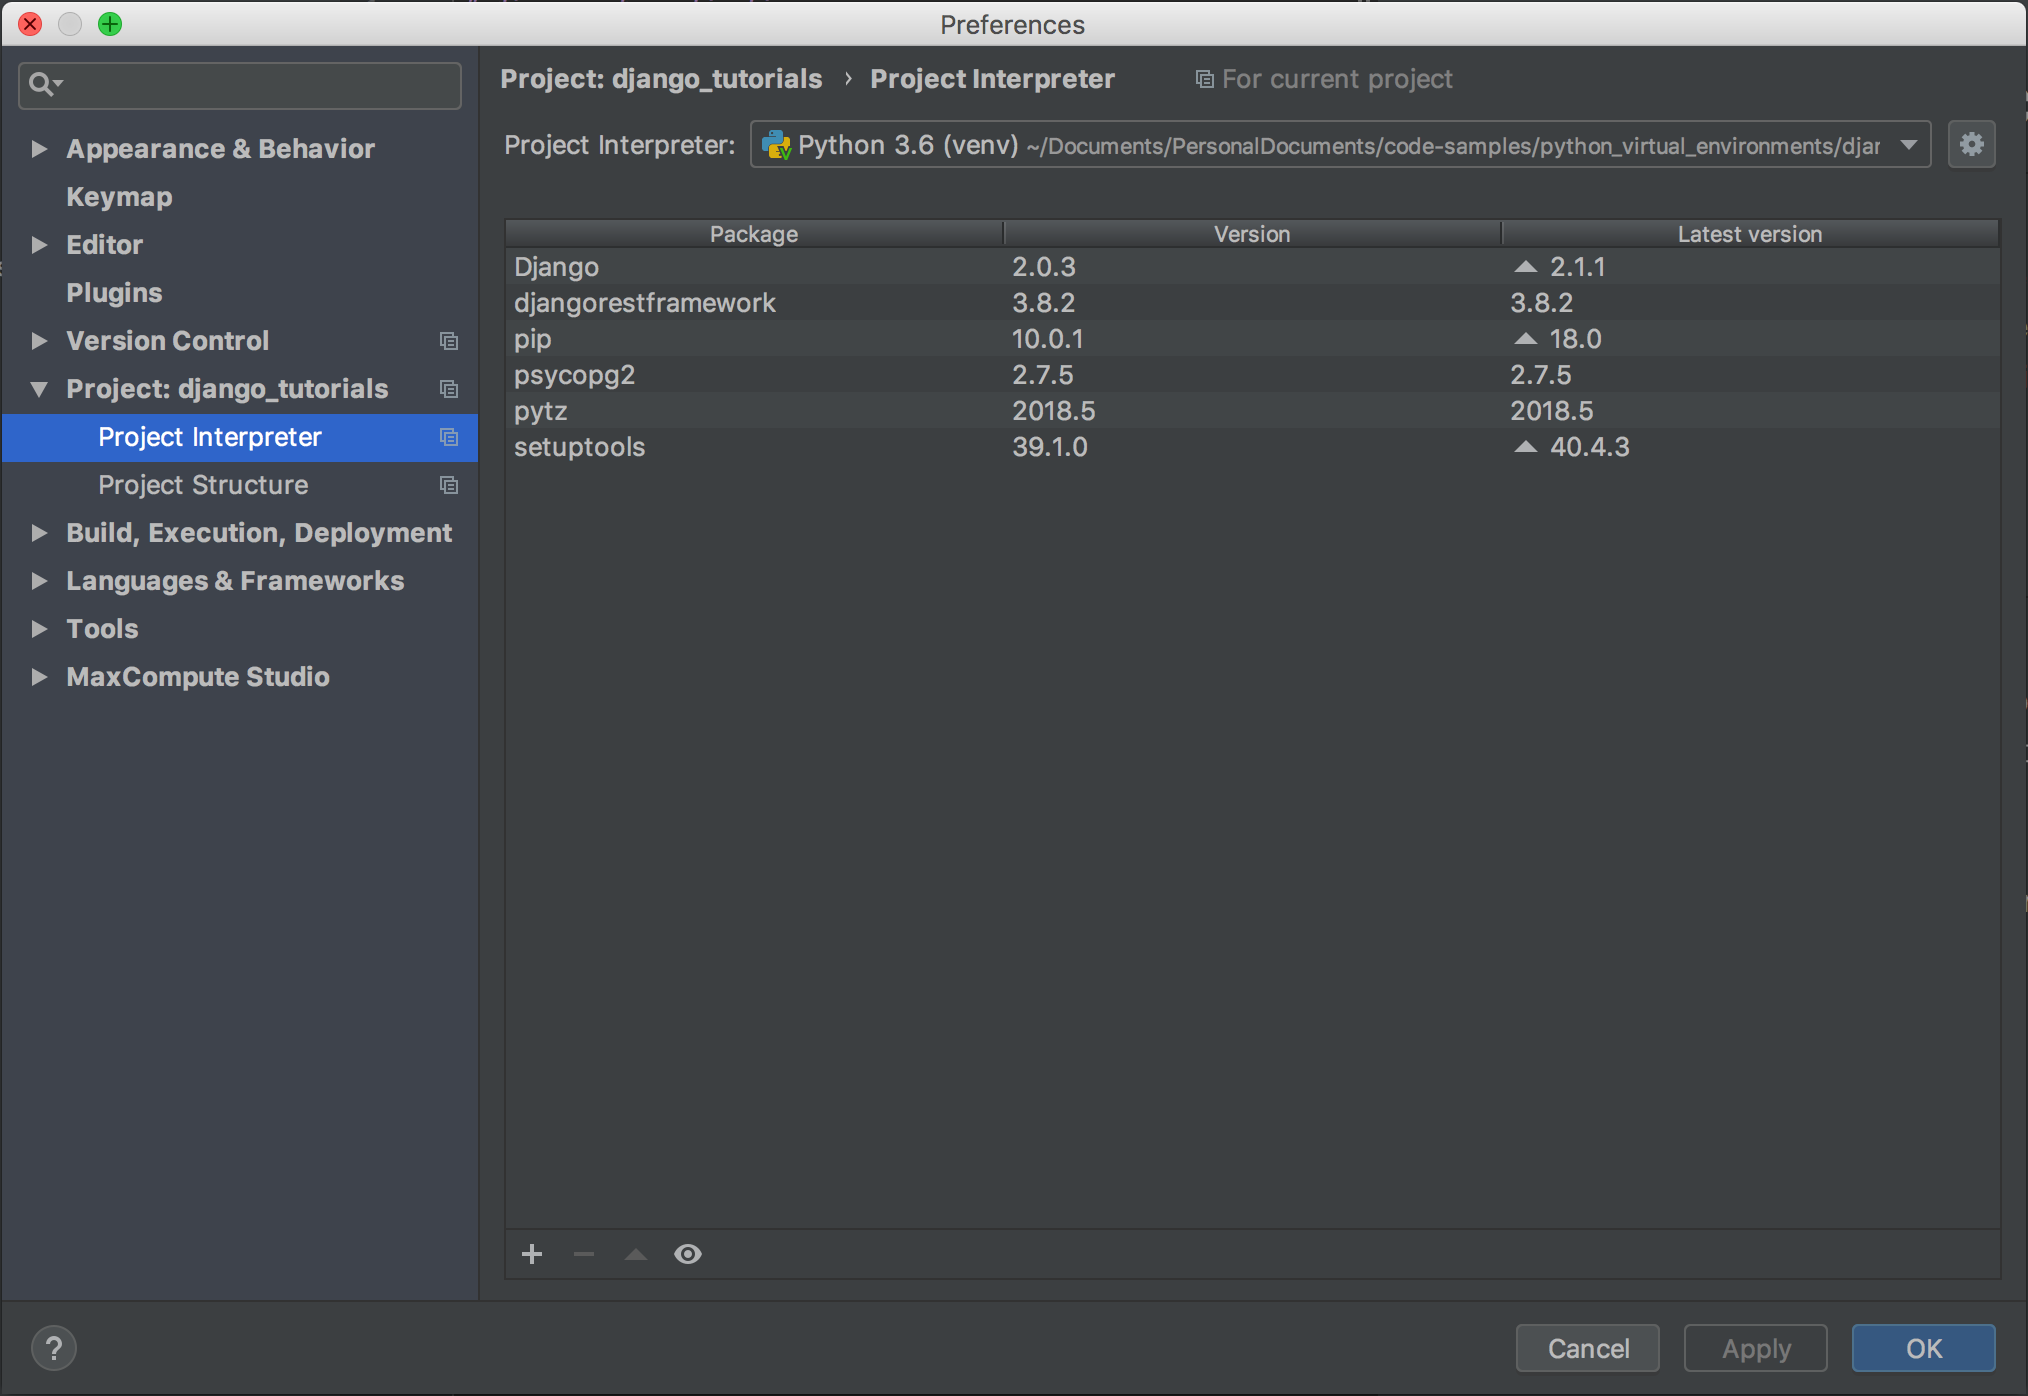 Preferences
Project: django_tutorials › Project Interpreter For current project
Project Interpreter: Python 3.6 (venv) ~/Documents/PersonalDocuments/code-samples/python_virtual_environments/djar
Appearance & Behavior
Keymap
Editor
Plugins
Version Control
Project: django_tutorials
Project Interpreter
Project Structure
Build, Execution, Deployment
Languages & Frameworks
Tools
MaxCompute Studio
Package Version Latest version
Django 2.0.3 2.1.1
djangorestframework 3.8.2 3.8.2
pip 10.0.1 18.0
psycopg2 2.7.5 2.7.5
pytz 2018.5 2018.5
setuptools 39.1.0 40.4.3
? Cancel Apply OK